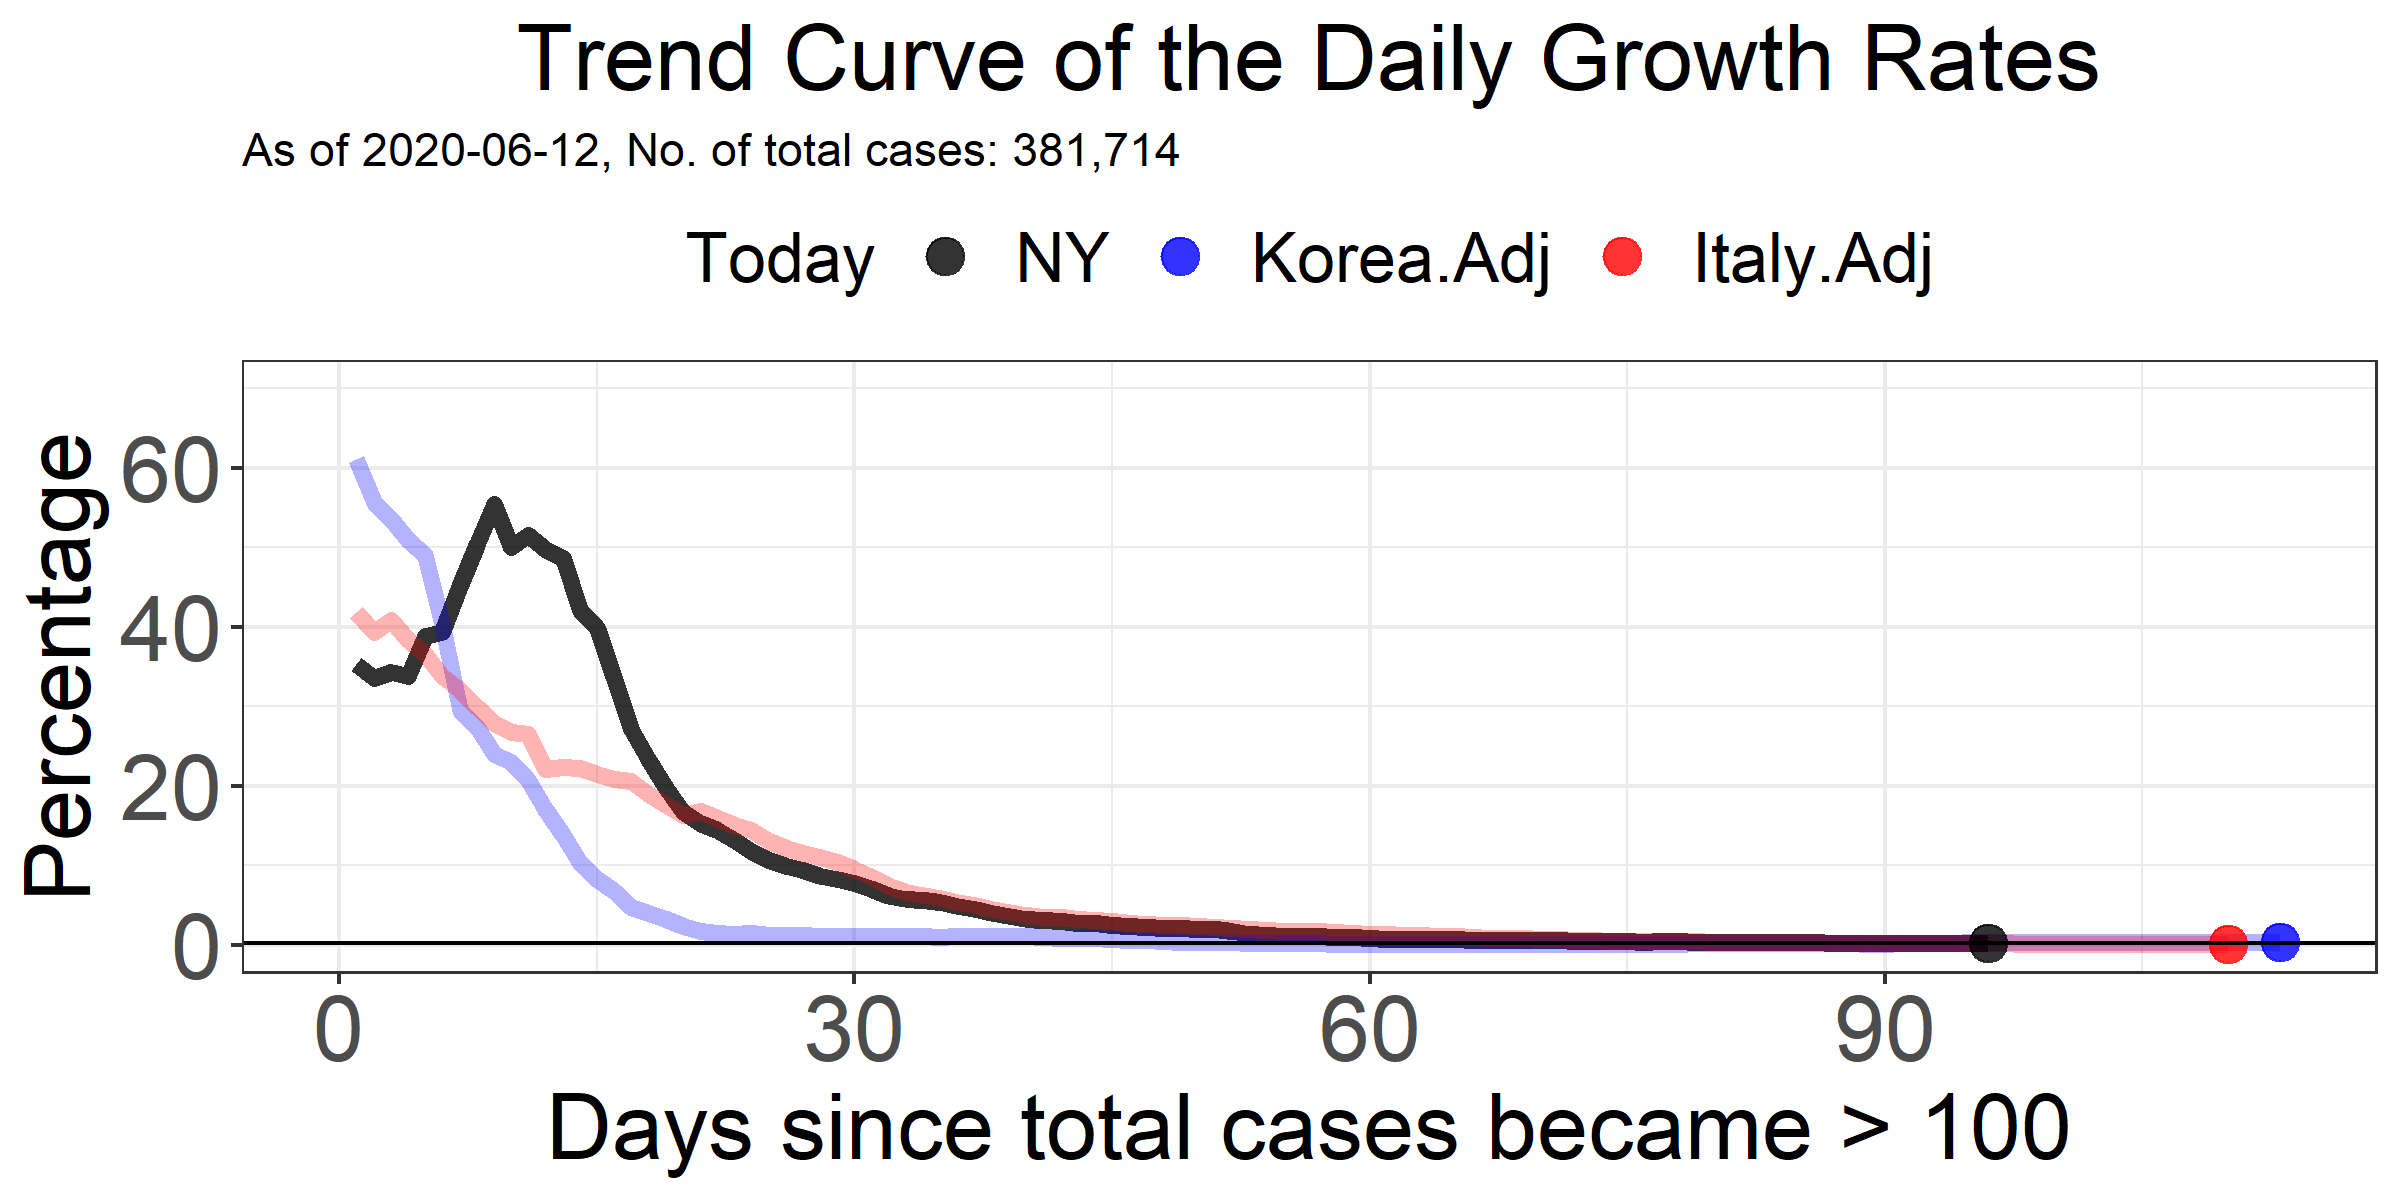 Trend Curve of the Daily Growth Rates
As of 2020-06-12, No. of total cases: 381,714
Today NY Korea.Adj Italy.Adj
Percentage
60
40
20
0
0 30 60 90
Days since total cases became > 100